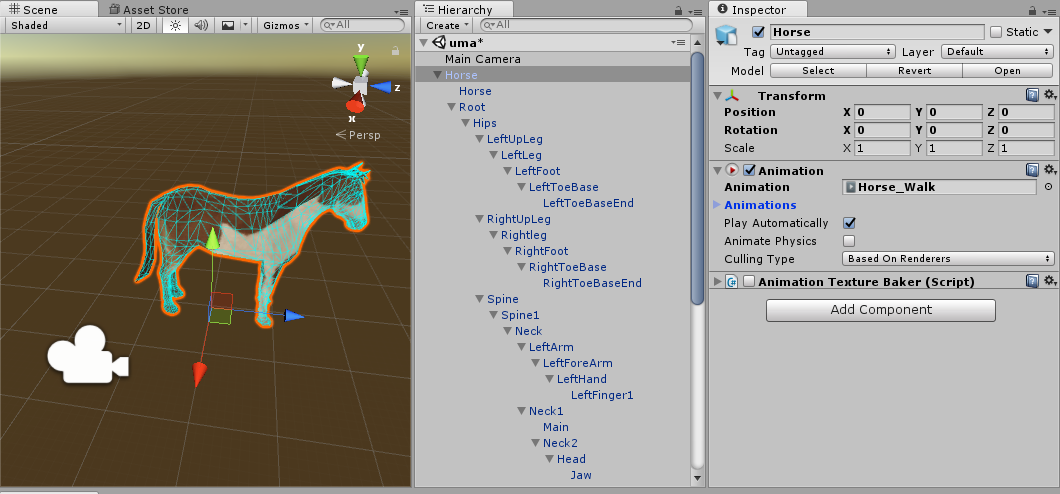 Scene
Asset Store
Shaded
2D
Gizmos
All
y
z
x
Persp
Hierarchy
Create
All
uma*
Main Camera
Horse
Horse
Root
Hips
LeftUpLeg
LeftLeg
LeftFoot
LeftToeBase
LeftToeBaseEnd
RightUpLeg
Rightleg
RightFoot
RightToeBase
RightToeBaseEnd
Spine
Spine1
Neck
LeftArm
LeftForeArm
LeftHand
LeftFinger1
Neck1
Main
Neck2
Head
Jaw
Inspector
Horse
Static
Tag Untagged Layer Default
Model Select Revert Open
Transform
Position X 0 Y 0 Z 0
Rotation X 0 Y 0 Z 0
Scale X 1 Y 1 Z 1
Animation
Animation Horse_Walk
Animations
Play Automatically
Animate Physics
Culling Type Based On Renderers
Animation Texture Baker (Script)
Add Component